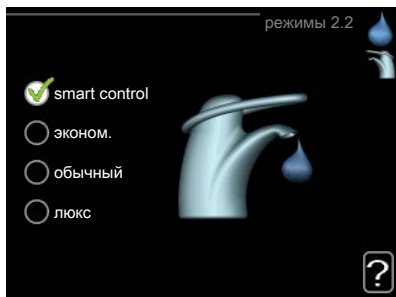 режимы 2.2
smart control
эконом.
обычный
люкс
?